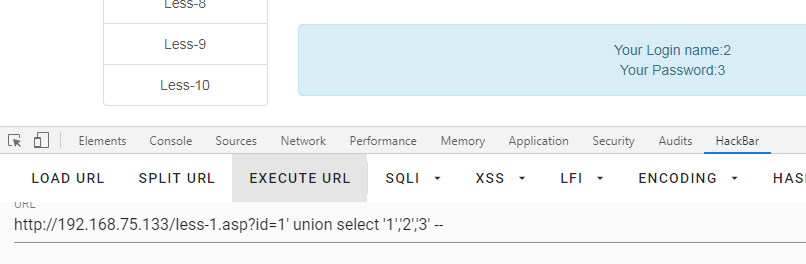 Less-8
Less-9
Less-10
Your Login name:2
Your Password:3
Elements Console Sources Network Performance Memory Application Security Audits HackBar
LOAD URL SPLIT URL EXECUTE URL SQLI XSS LFI ENCODING HASH
URL
http://192.168.75.133/less-1.asp?id=1' union select '1','2','3' --